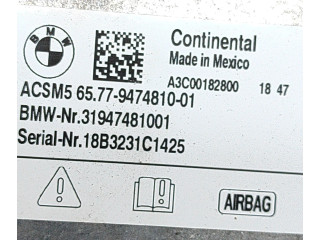 BMW
Continental
Made in Mexico
A3C00182800 18 47
ACSM5 65.77-9474810-01
BMW-Nr.31947481001
Serial-Nr.18B3231C1425
AIRBAG